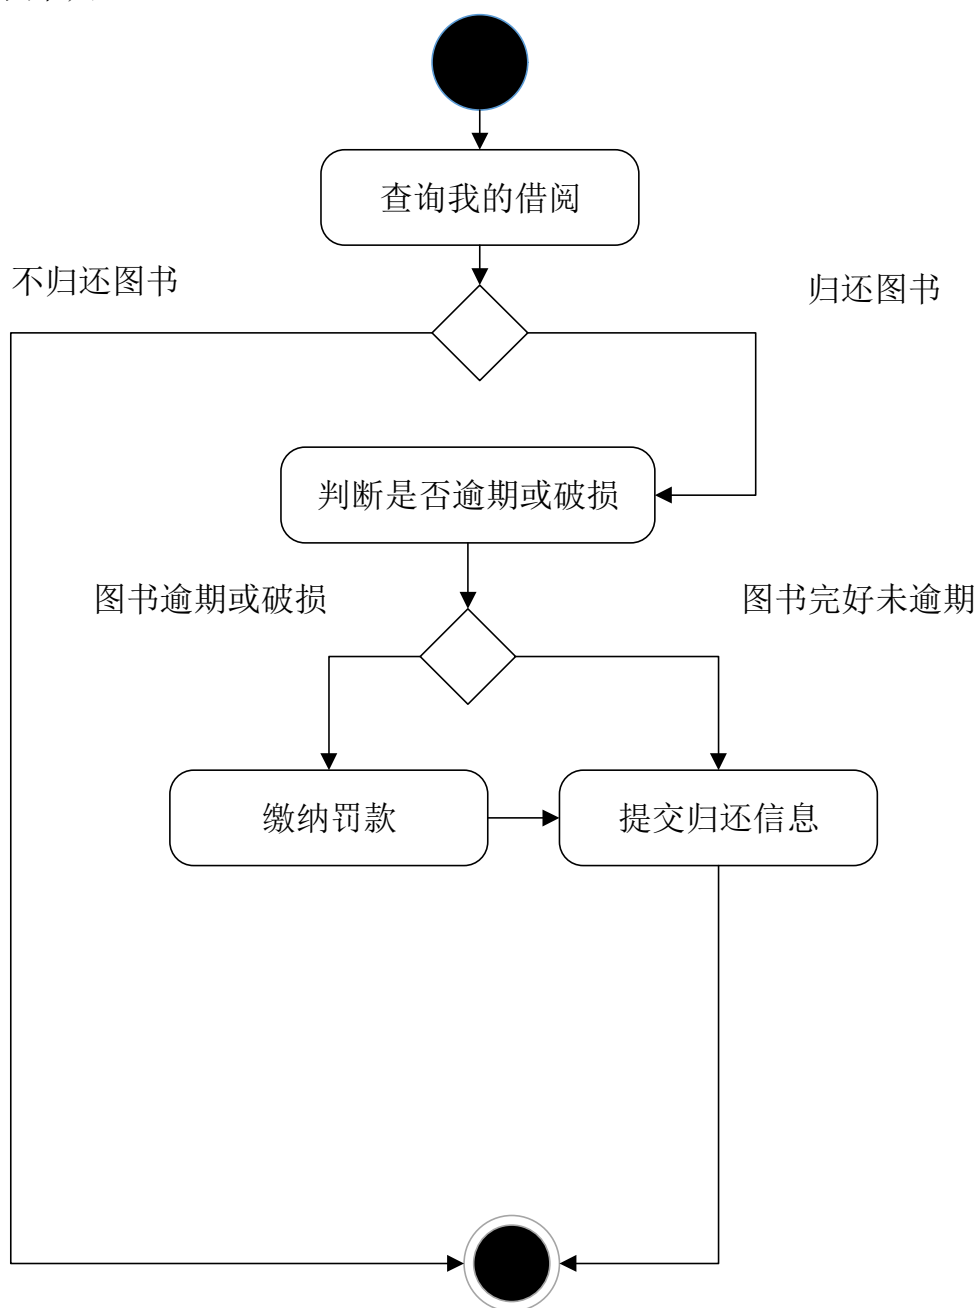 查询我的借阅
不归还图书
归还图书
判断是否逾期或破损
图书逾期或破损
图书完好未逾期
缴纳罚款
提交归还信息